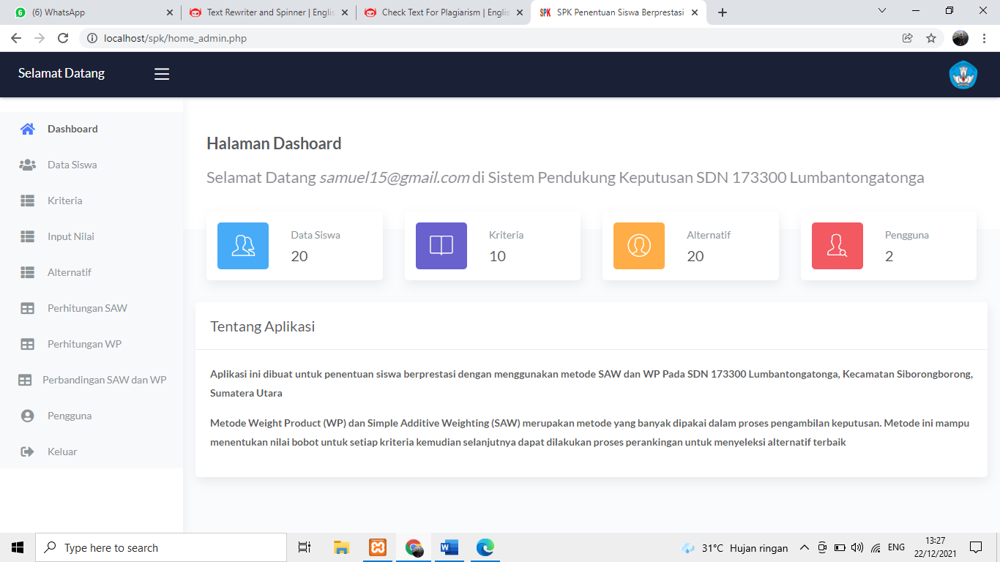 (6) WhatsApp
Text Rewriter and Spinner | Englis
Check Text For Plagiarism | Englis
SPK SPK Penentuan Siswa Berprestasi
localhost/spk/home_admin.php
Selamat Datang
Dashboard
Data Siswa
Kriteria
Input Nilai
Alternatif
Perhitungan SAW
Perhitungan WP
Perbandingan SAW dan WP
Pengguna
Keluar
Halaman Dashoard
Selamat Datang samuel15@gmail.com di Sistem Pendukung Keputusan SDN 173300 Lumbantongatonga
Data Siswa
20
Kriteria
10
Alternatif
20
Pengguna
2
Tentang Aplikasi
Aplikasi ini dibuat untuk penentuan siswa berprestasi dengan menggunakan metode SAW dan WP Pada SDN 173300 Lumbantongatonga, Kecamatan Siborongborong,
Sumatera Utara
Metode Weight Product (WP) dan Simple Additive Weighting (SAW) merupakan metode yang banyak dipakai dalam proses pengambilan keputusan. Metode ini mampu
menentukan nilai bobot untuk setiap kriteria kemudian selanjutnya dapat dilakukan proses perankingan untuk menyeleksi alternatif terbaik
Type here to search
31°C Hujan ringan
ENG
13:27
22/12/2021